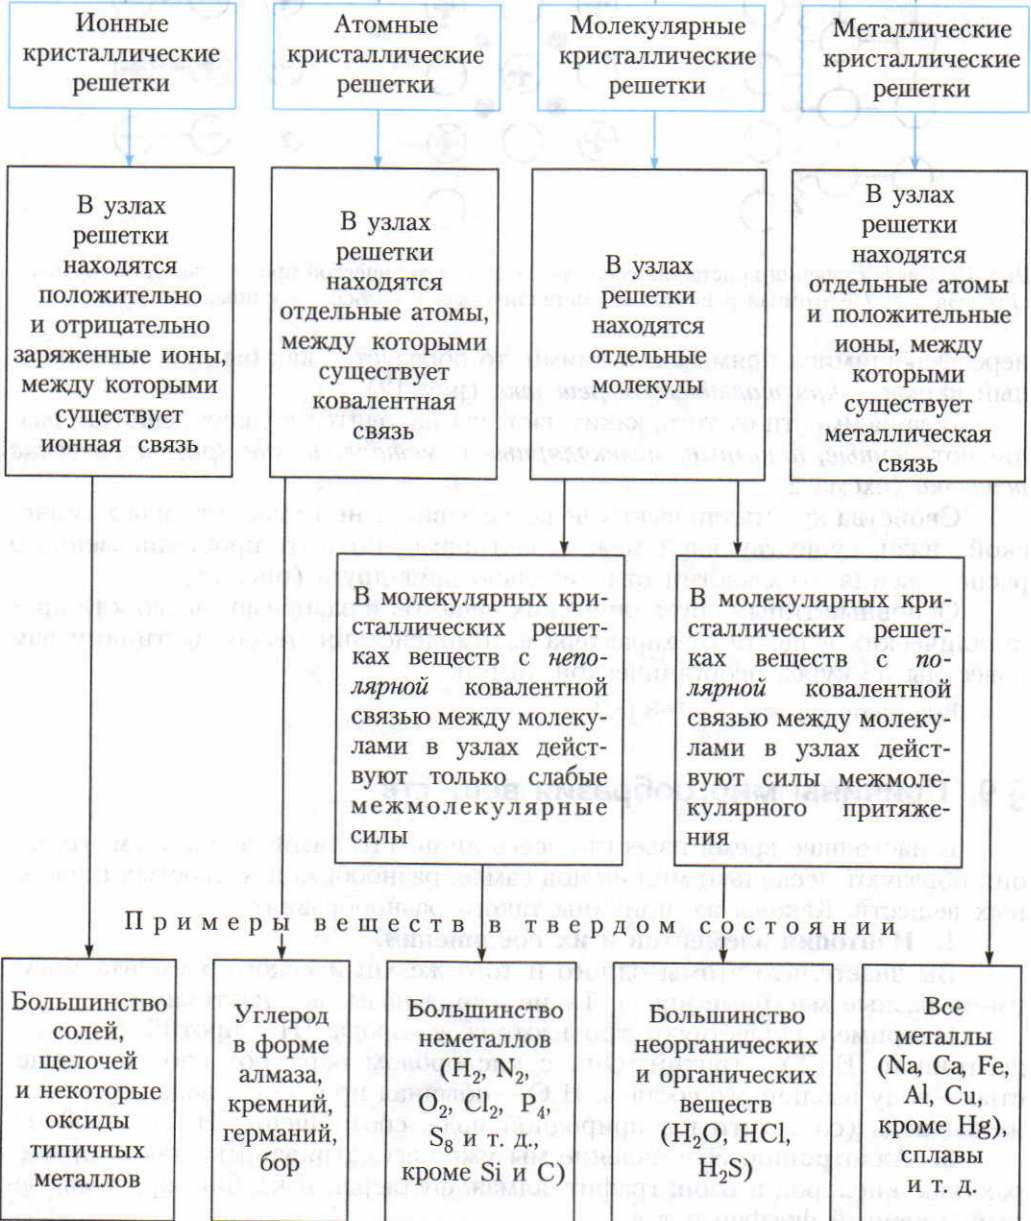 Ионные
кристаллические
решетки
Атомные
кристаллические
решетки
Молекулярные
кристаллические
решетки
Металлические
кристаллические
решетки
В узлах
решетки
находятся
положительно
и отрицательно
заряженные ионы,
между которыми
существует
ионная связь
В узлах
решетки
находятся
отдельные атомы,
между которыми
существует
ковалентная
связь
В узлах
решетки
находятся
отдельные
молекулы
В узлах
решетки
находятся
отдельные атомы
и положительные
ионы, между
которыми
существует
металлическая
связь
В молекулярных кри-
сталлических решет-
ках веществ с непо-
лярной ковалентной
связью между молеку-
лами в узлах дейст-
вуют только слабые
межмолекулярные
силы
В молекулярных кри-
сталлических решет-
ках веществ с по-
лярной ковалентной
связью между молеку-
лами в узлах дейст-
вуют силы межмоле-
кулярного притяже-
ния
Примеры веществ в твердом состоянии
Большинство
солей,
щелочей
и некоторые
оксиды
типичных
металлов
Углерод
в форме
алмаза,
кремний,
германий,
бор
Большинство
неметаллов
(H₂, N₂,
O₂, Cl₂, P₄,
S₈ и т. д.,
кроме Si и C)
Большинство
неорганических
и органических
веществ
(H₂O, HCl,
H₂S)
Все
металлы
(Na, Ca, Fe,
Al, Cu,
кроме Hg),
сплавы
и т. д.